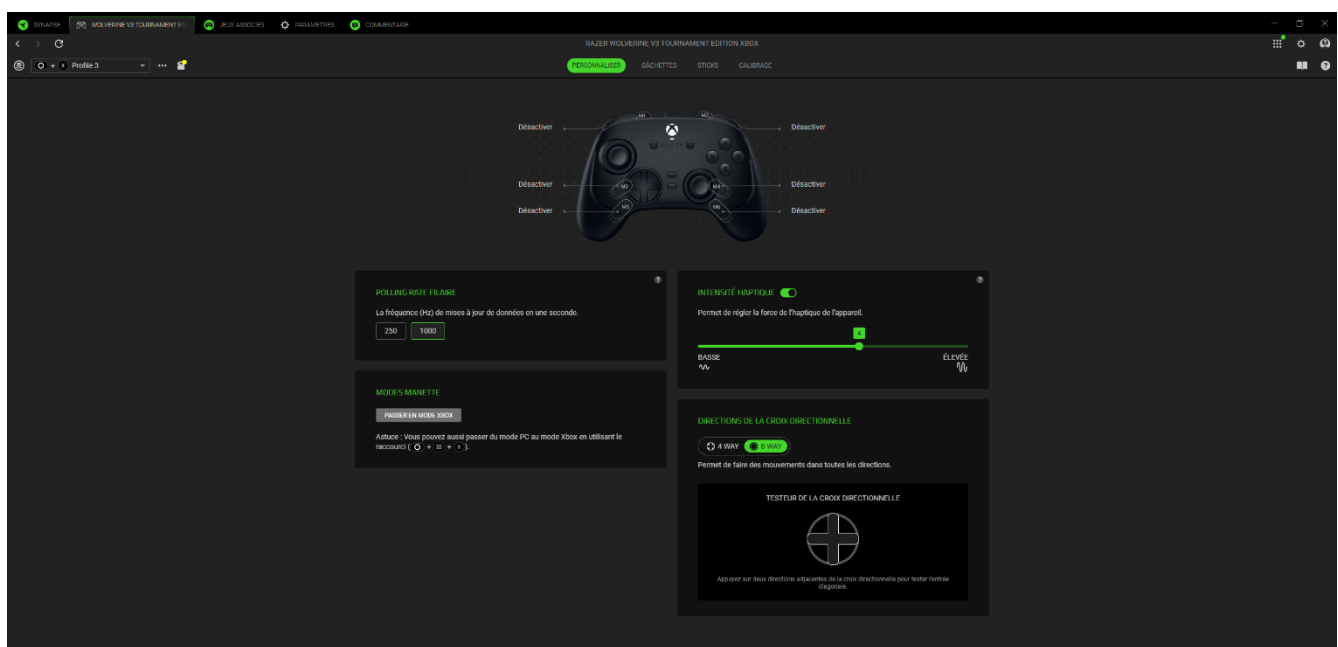 SYNAPSE
WOLVERINE V3 TOURNAMENT EDI
JEUX ASSOCIÉS
PARAMÈTRES
COMMENTAIRE
RAZER WOLVERINE V3 TOURNAMENT EDITION XBOX
+ X Profile 3
PERSONNALISER
GÂCHETTES
STICKS
CALIBRAGE
M1
M2
Désactiver
Désactiver
RAZER
Désactiver
M3
M4
Désactiver
Désactiver
M5
M6
Désactiver
POLLING RATE FILAIRE
La fréquence (Hz) de mises à jour de données en une seconde.
250
1000
MODES MANETTE
PASSER EN MODE XBOX
Astuce : Vous pouvez aussi passer du mode PC au mode Xbox en utilisant le
raccourci ( + + X ).
INTENSITÉ HAPTIQUE
Permet de régler la force de l'haptique de l'appareil.
4
BASSE
ÉLEVÉE
DIRECTIONS DE LA CROIX DIRECTIONNELLE
4-WAY
8-WAY
Permet de faire des mouvements dans toutes les directions.
TESTEUR DE LA CROIX DIRECTIONNELLE
Appuyez sur deux directions adjacentes de la croix directionnelle pour tester l'entrée
diagonale.